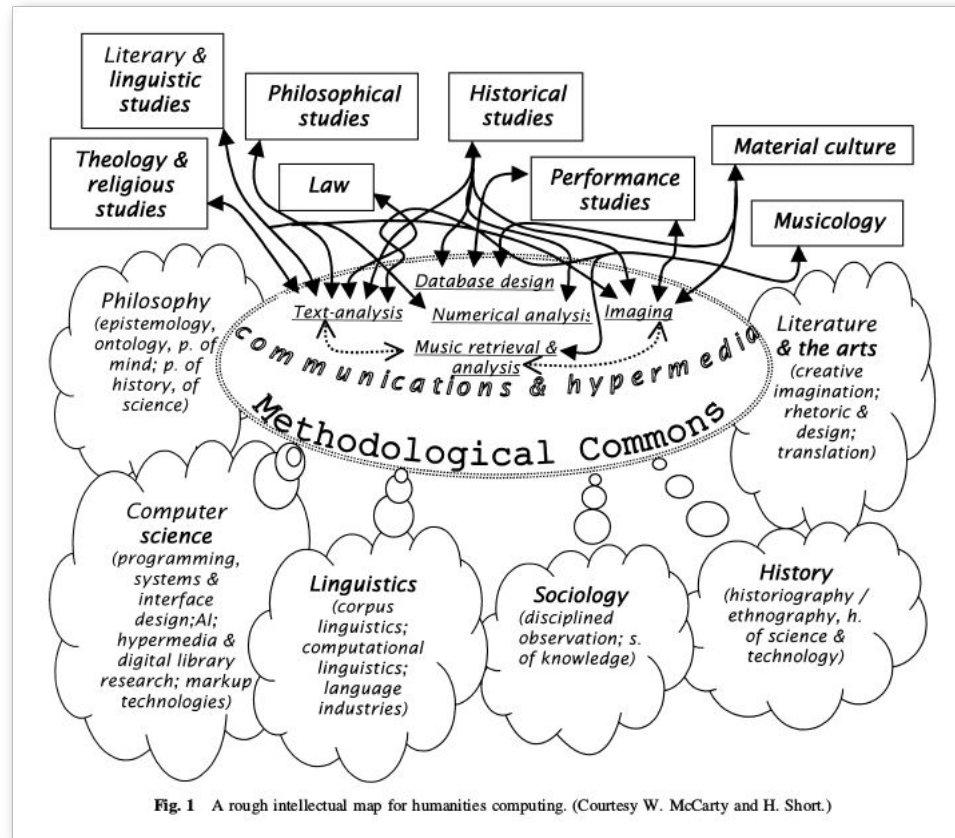 Literary &
linguistic
studies
Philosophical
studies
Historical
studies
Theology &
religious
studies
Law
Performance
studies
Material culture
Musicology
Database design
Text-analysis
Numerical analysis
Imaging
Music retrieval &
analysis
communications & hypermedia
Methodological Commons
Philosophy
(epistemology,
ontology, p. of
mind; p. of
history, of
science)
Literature
& the arts
(creative
imagination;
rhetoric &
design;
translation)
Computer
science
(programming,
systems &
interface
design;AI;
hypermedia &
digital library
research; markup
technologies)
Linguistics
(corpus
linguistics;
computational
linguistics;
language
industries)
Sociology
(disciplined
observation; s.
of knowledge)
History
(historiography /
ethnography, h.
of science &
technology)
Fig. 1 A rough intellectual map for humanities computing. (Courtesy W. McCarty and H. Short.)